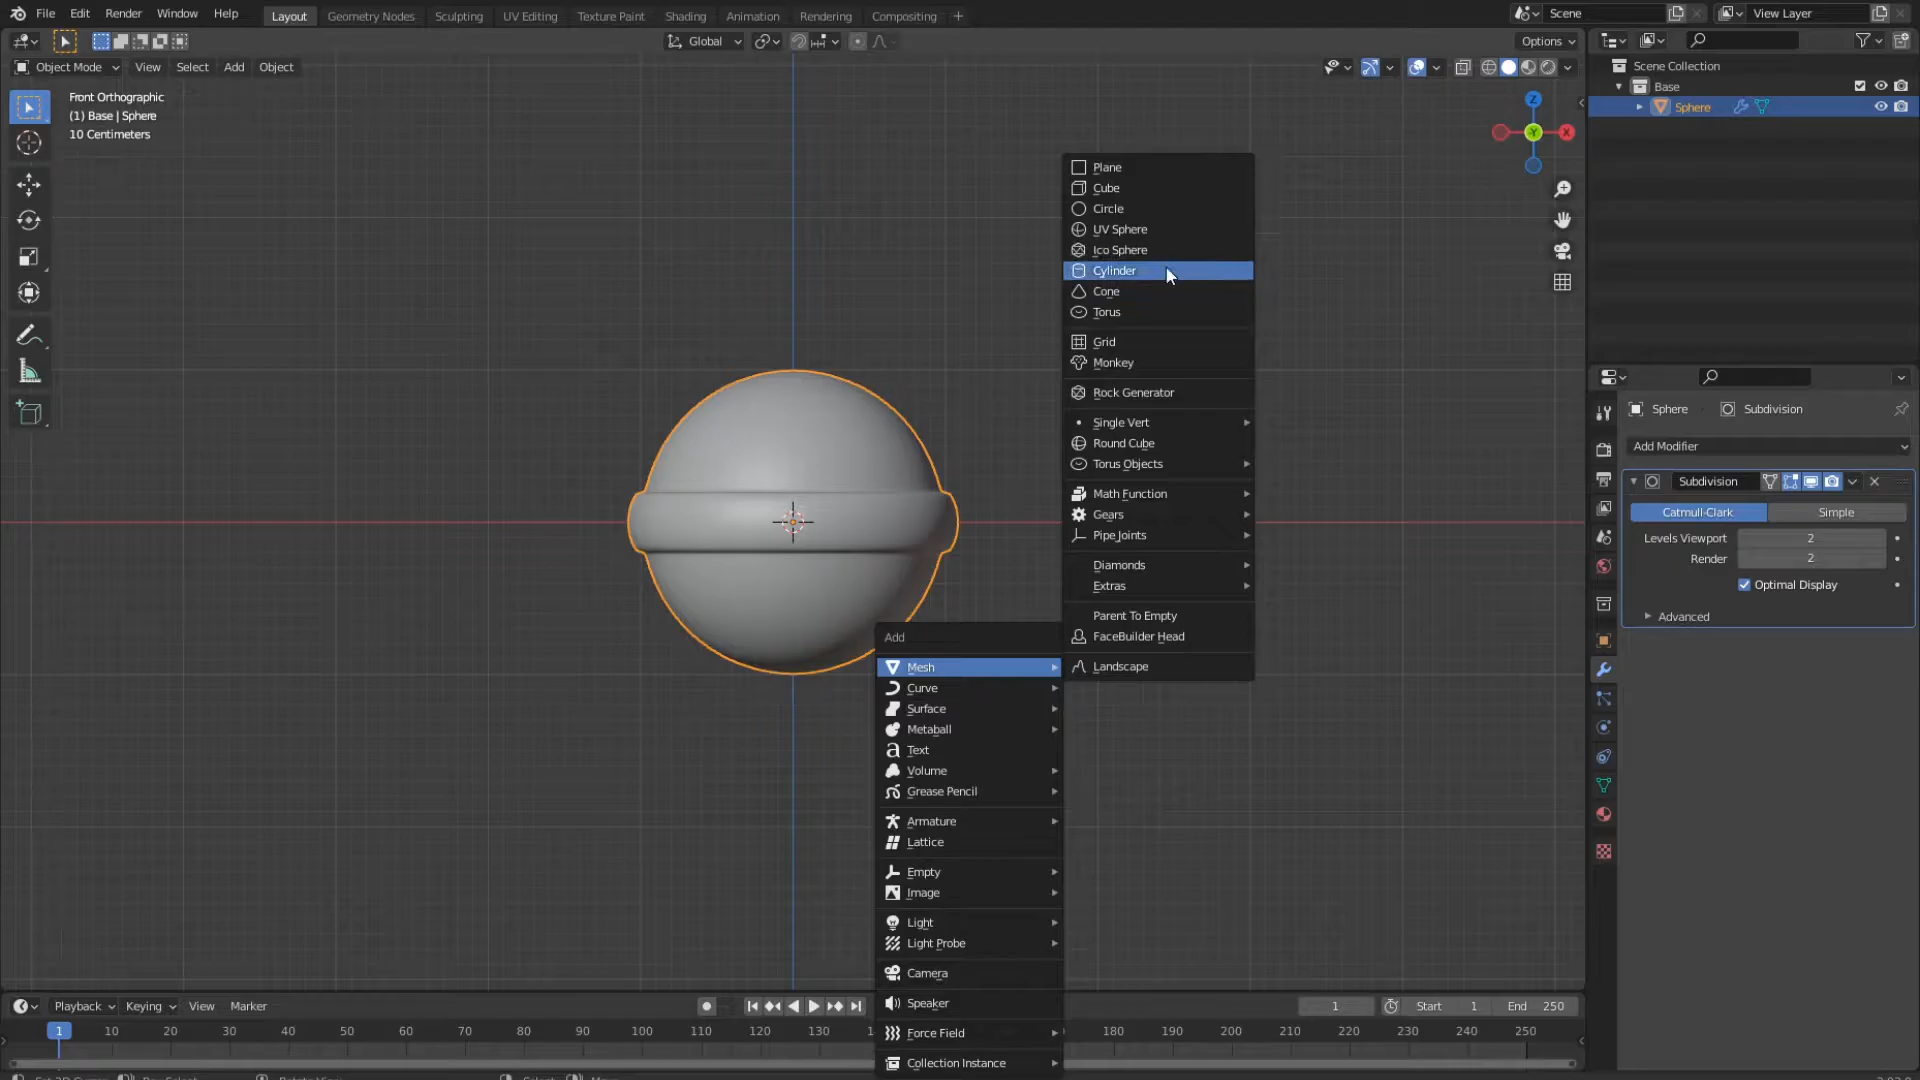 File Edit Render Window Help Layout Geometry Nodes Sculpting UV Editing Texture Paint Shading Animation Rendering Compositing + Scene View Layer
Global Options
Object Mode View Select Add Object
Front Orthographic
(1) Base | Sphere
10 Centimeters
Z
-Y
X
Scene Collection
Base
Sphere
Plane
Cube
Circle
UV Sphere
Ico Sphere
Cylinder
Cone
Torus
Grid
Monkey
Rock Generator
Single Vert
Round Cube
Torus Objects
Math Function
Gears
Pipe Joints
Diamonds
Extras
Parent To Empty
FaceBuilder Head
Landscape
Add
Mesh
Curve
Surface
Metaball
Text
Volume
Grease Pencil
Armature
Lattice
Empty
Image
Light
Light Probe
Camera
Speaker
Force Field
Collection Instance
Sphere Subdivision
Add Modifier
Subdivision
Catmull-Clark Simple
Levels Viewport 2
Render 2
Optimal Display
Advanced
Playback Keying View Marker 1 Start 1 End 250
1 10 20 30 40 50 60 70 80 90 100 110 120 130 180 190 200 210 220 230 240 250